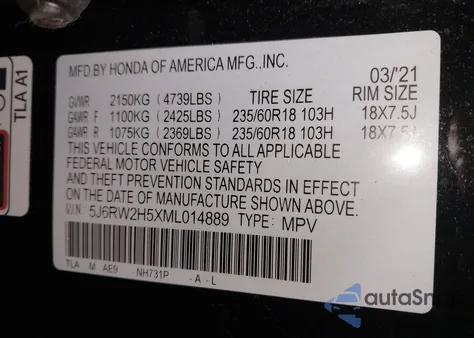 TLA A1
MFD. BY HONDA OF AMERICA MFG., INC. 03/'21
GVWR 2150KG (4739LBS) TIRE SIZE RIM SIZE
GAWR F 1100KG (2425LBS) 235/60R18 103H 18X7.5J
GAWR R 1075KG (2369LBS) 235/60R18 103H 18X7.5J
THIS VEHICLE CONFORMS TO ALL APPLICABLE
FEDERAL MOTOR VEHICLE SAFETY
AND THEFT PREVENTION STANDARDS IN EFFECT
ON THE DATE OF MANUFACTURE SHOWN ABOVE.
V.I.N. 5J6RW2H5XML014889 TYPE: MPV
TLA M AE9 NH731P - A - L